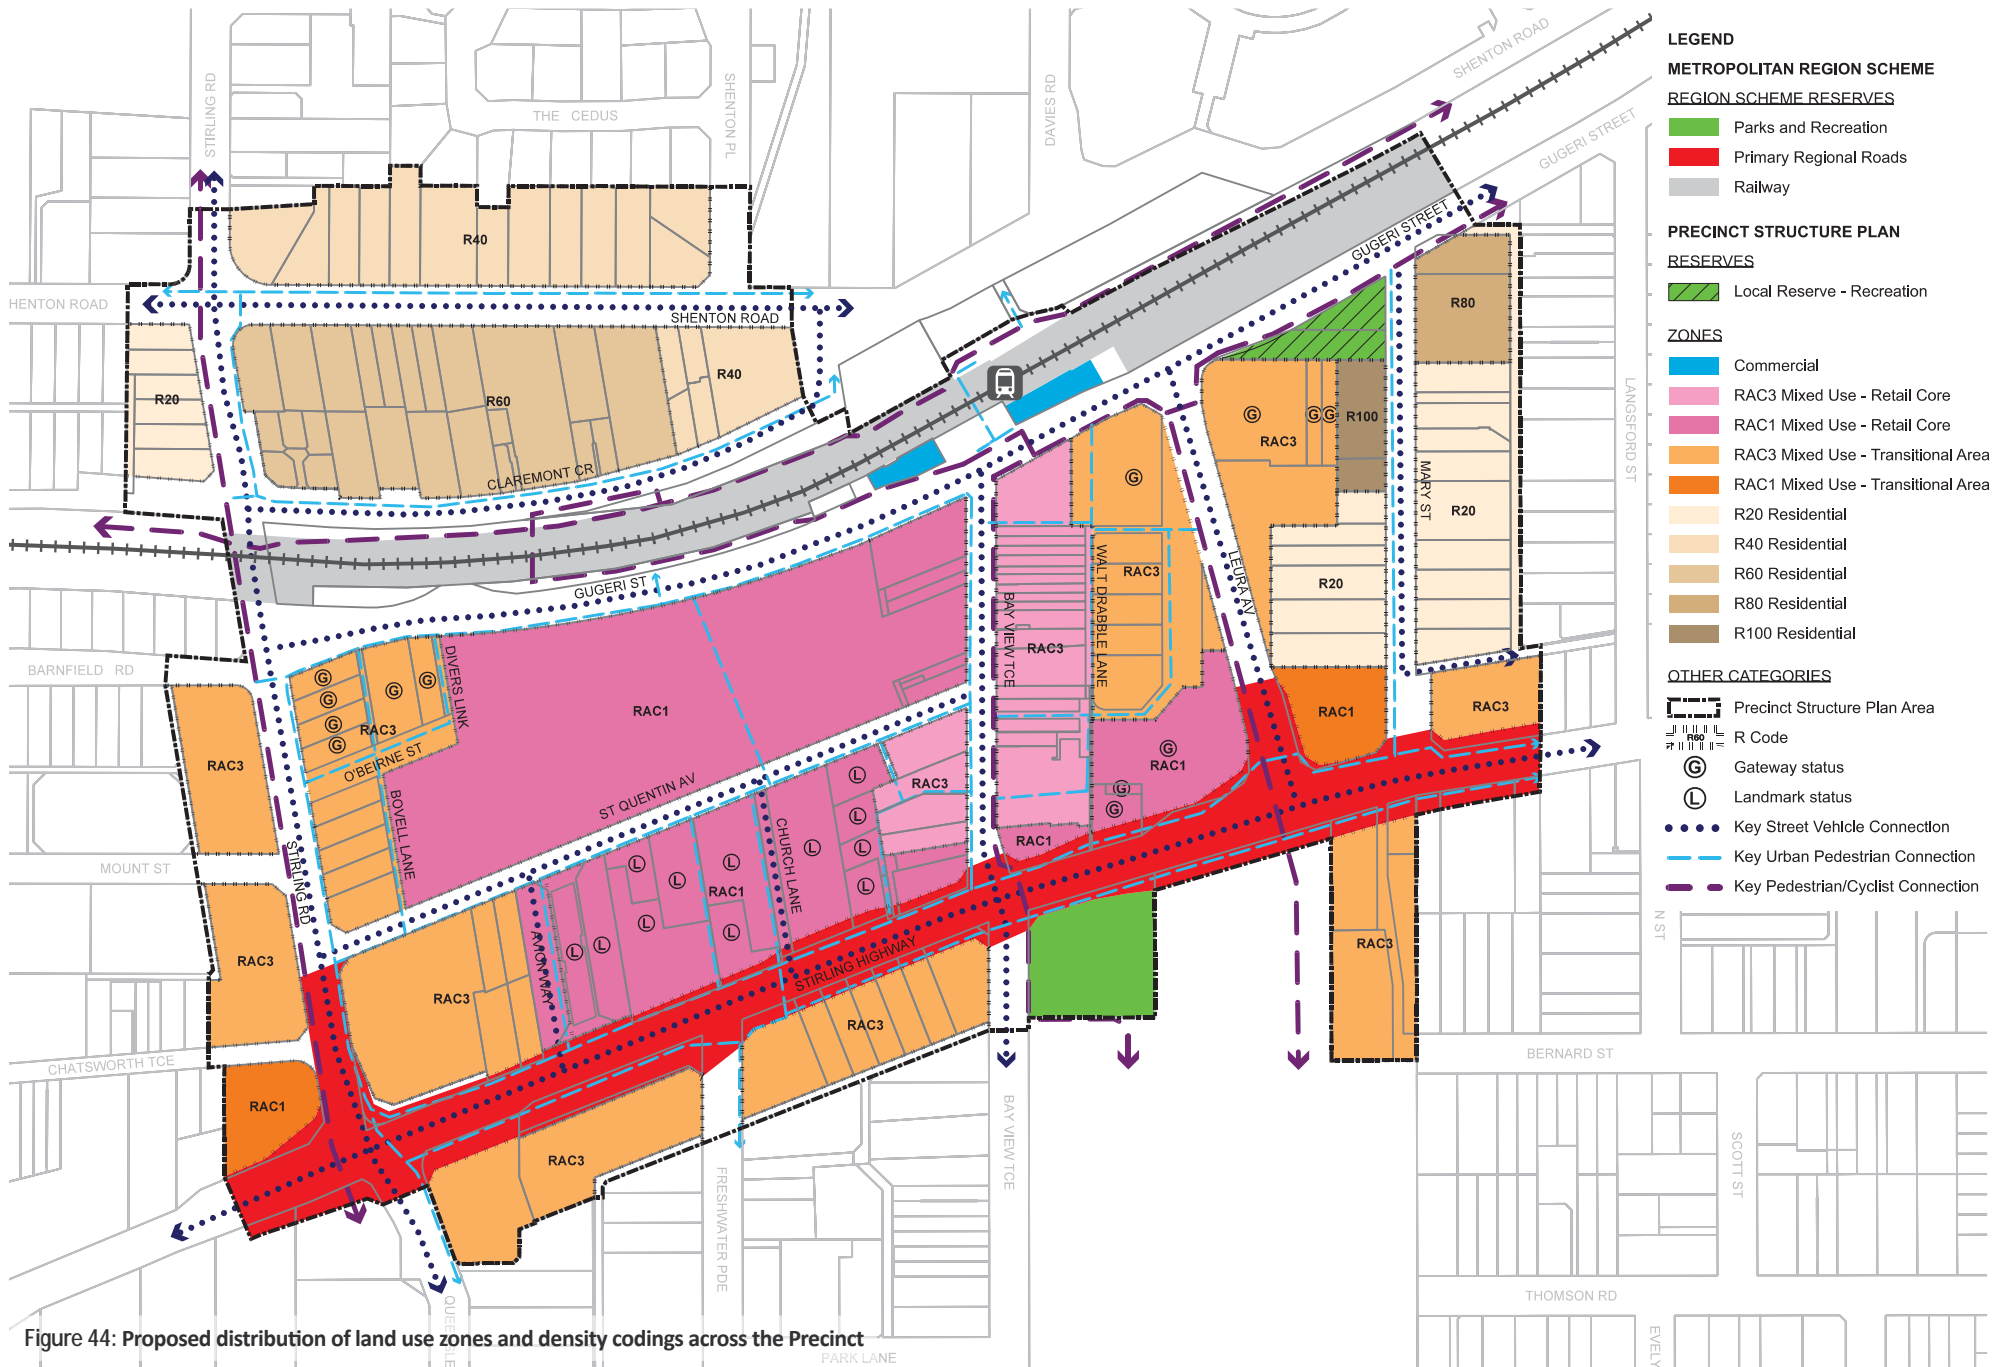 STIRLING RD
THE CEDUS
SHENTON PL
DAVIES RD
SHENTON ROAD
GUGERI STREET
R40
GUGERI STREET
HENTON ROAD
SHENTON ROAD
R80
R20
R60
R40
R100
RAC3
G
G
G
G
LANGSFORD ST
MARY ST
CLAREMONT CR
R20
GUGERI ST
WALT DRABBLE LANE
RAC3
LEURA AV
R20
BAY VIEW TCE
RAC3
BARNFIELD RD
DIVERS LINK
G
G
G
G
G
G
RAC3
RAC1
O'BEIRNE ST
RAC3
BOVELL LANE
ST QUENTIN AV
RAC1
RAC3
G
RAC1
G
G
RAC3
L
L
L
L
L
L
L
L
L
L
L
L
L
RAC1
CHURCH LANE
RAC1
MOUNT ST
STIRLING RD
RAC3
RAC3
AVION WAY
STIRLING HIGHWAY
RAC3
RAC3
N ST
CHATSWORTH TCE
BERNARD ST
RAC1
RAC3
FRESHWATER PDE
BAY VIEW TCE
SCOTT ST
THOMSON RD
EVELY
QUEENSLE
PARK LANE
Figure 44: Proposed distribution of land use zones and density codings across the Precinct
LEGEND
METROPOLITAN REGION SCHEME
REGION SCHEME RESERVES
Parks and Recreation
Primary Regional Roads
Railway
PRECINCT STRUCTURE PLAN
RESERVES
Local Reserve - Recreation
ZONES
Commercial
RAC3 Mixed Use - Retail Core
RAC1 Mixed Use - Retail Core
RAC3 Mixed Use - Transitional Area
RAC1 Mixed Use - Transitional Area
R20 Residential
R40 Residential
R60 Residential
R80 Residential
R100 Residential
OTHER CATEGORIES
Precinct Structure Plan Area
R60 R Code
G Gateway status
L Landmark status
Key Street Vehicle Connection
Key Urban Pedestrian Connection
Key Pedestrian/Cyclist Connection